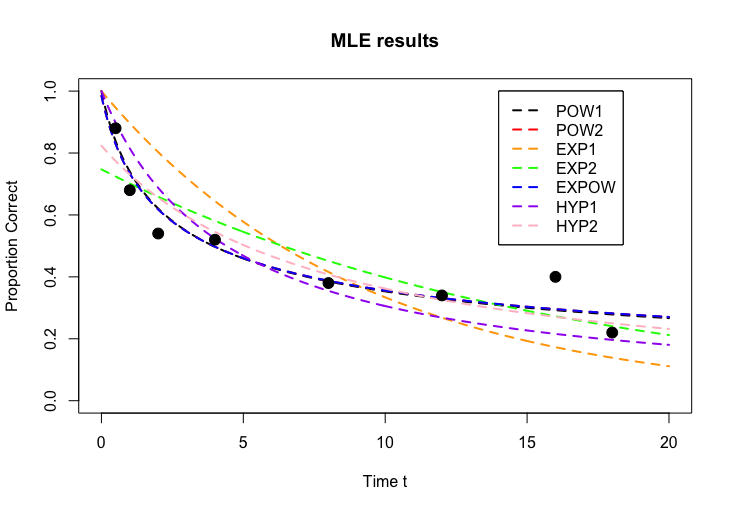 MLE results
Proportion Correct
1.0
0.8
0.6
0.4
0.2
0.0
POW1
POW2
EXP1
EXP2
EXPOW
HYP1
HYP2
0 5 10 15 20
Time t